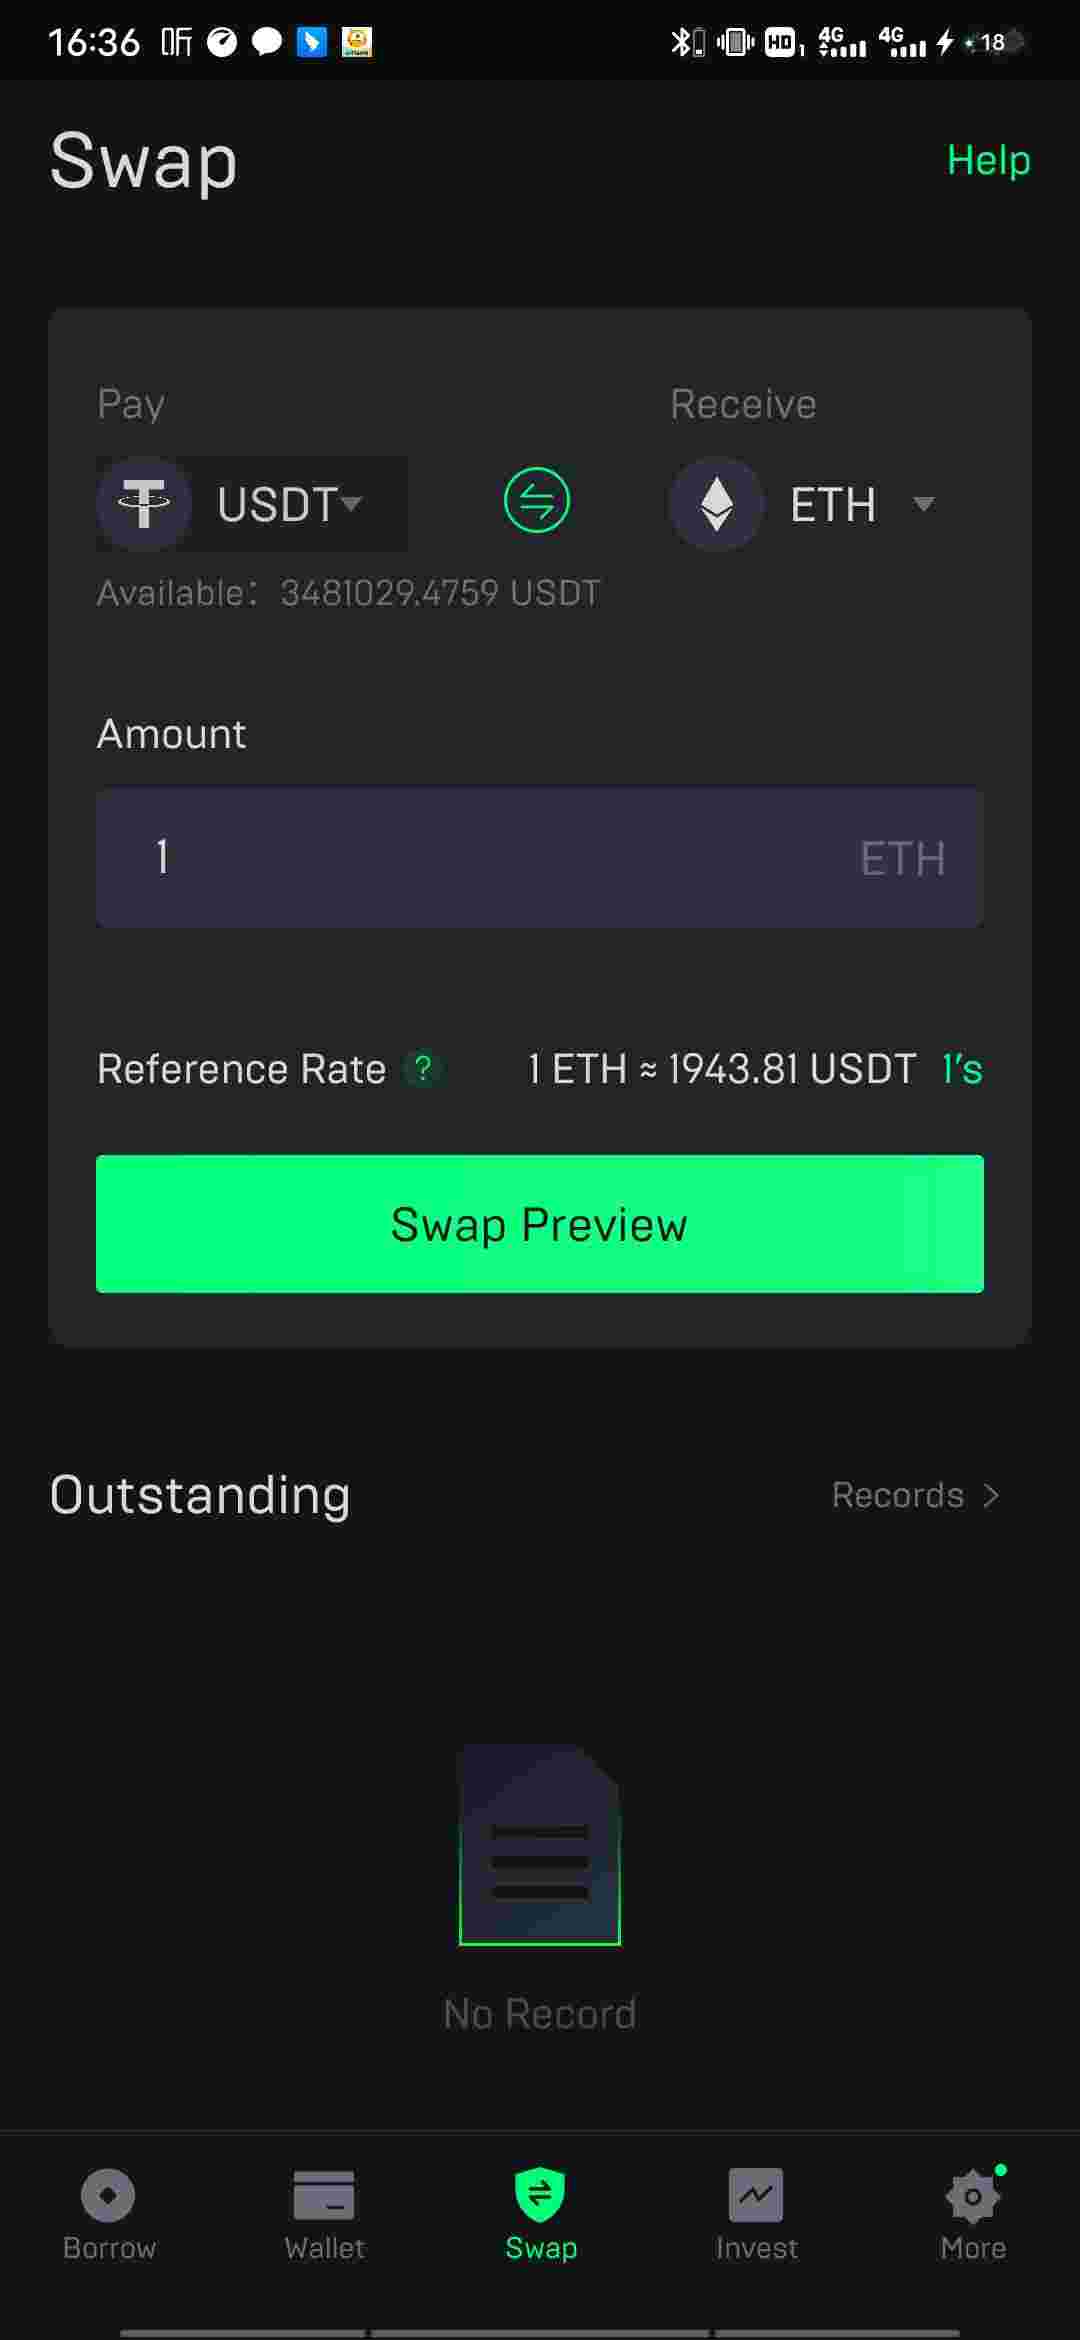 16:36 听 HD 1 4G 4G 18
Swap
Help
Pay
Receive
USDT
ETH
Available: 3481029.4759 USDT
Amount
1
ETH
Reference Rate ? 1 ETH ≈ 1943.81 USDT 1's
Swap Preview
Outstanding
Records >
No Record
Borrow
Wallet
Swap
Invest
More